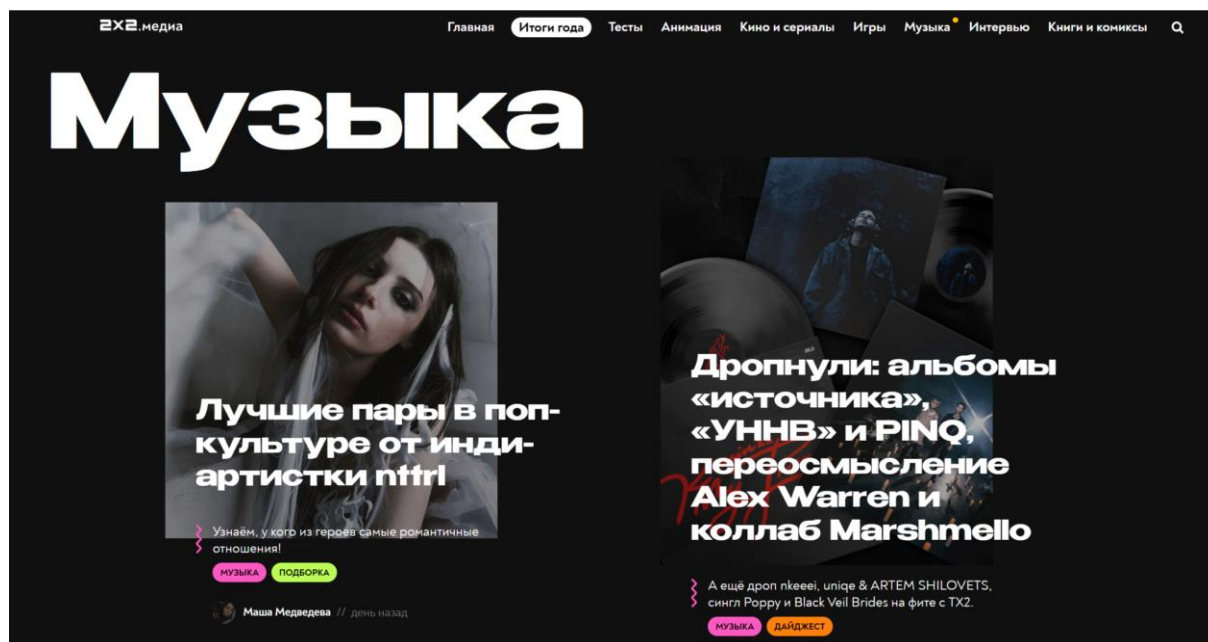 2X2.медиа
Главная
Итоги года
Тесты
Анимация
Кино и сериалы
Игры
Музыка
Интервью
Книги и комиксы
Музыка
Лучшие пары в поп-
культуре от инди-
артистки nttrl
Узнаём, у кого из героев самые романтичные
отношения!
МУЗЫКА
ПОДБОРКА
Маша Медведева // день назад
Дропнули: альбомы
«источника»,
«УННВ» и PINQ,
переосмысление
Alex Warren и
коллаб Marshmello
А ещё дроп nkeeei, uniqe & ARTEM SHILOVETS,
сингл Poppy и Black Veil Brides на фите с TX2.
МУЗЫКА
ДАЙДЖЕСТ